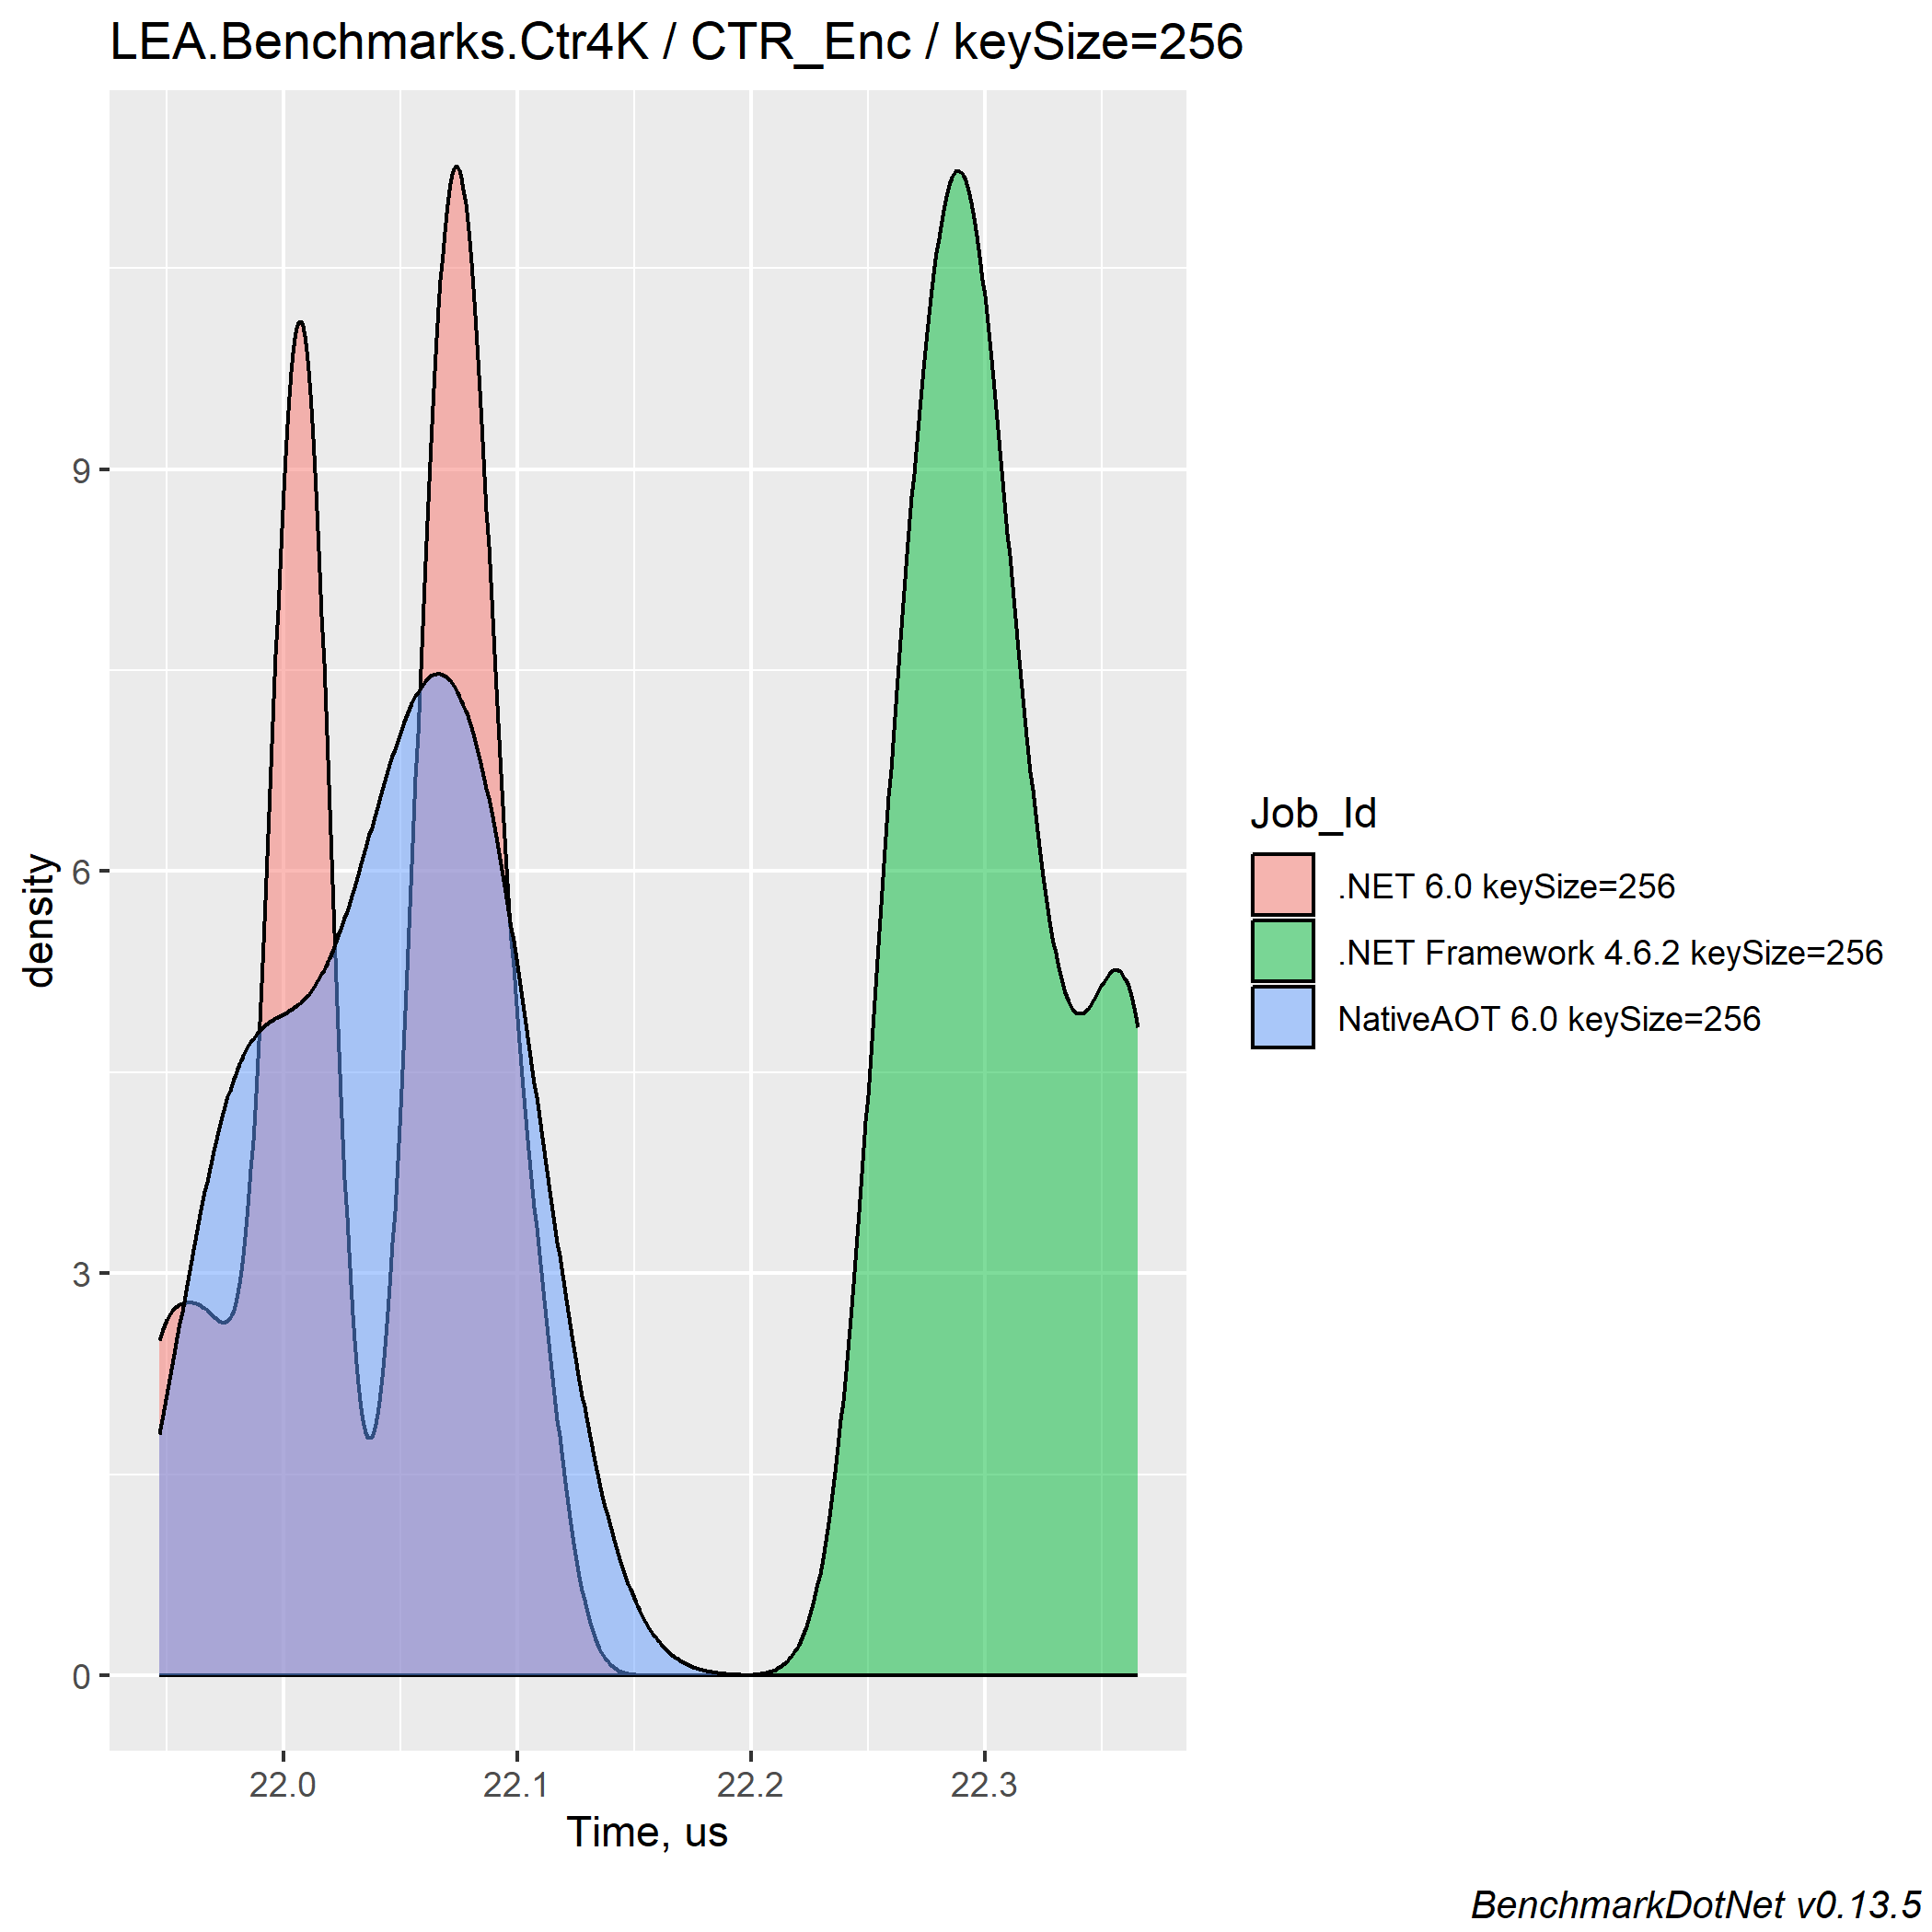 LEA.Benchmarks.Ctr4K / CTR_Enc / keySize=256
density
9
6
3
0
22.0 22.1 22.2 22.3
Time, us
Job_Id
.NET 6.0 keySize=256
.NET Framework 4.6.2 keySize=256
NativeAOT 6.0 keySize=256
BenchmarkDotNet v0.13.5